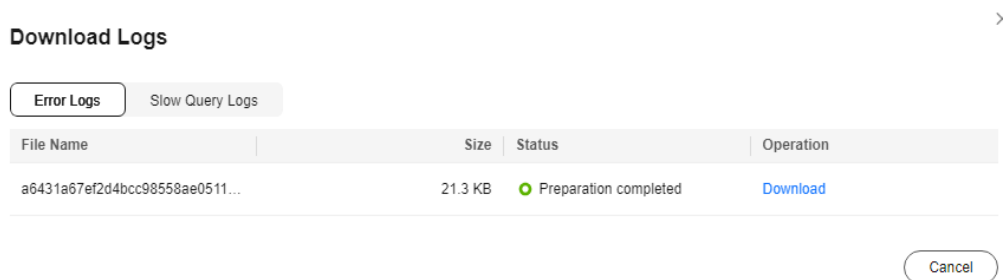 Download Logs
Error Logs Slow Query Logs
File Name Size Status Operation
a6431a67ef2d4bcc98558ae0511... 21.3 KB Preparation completed Download
Cancel